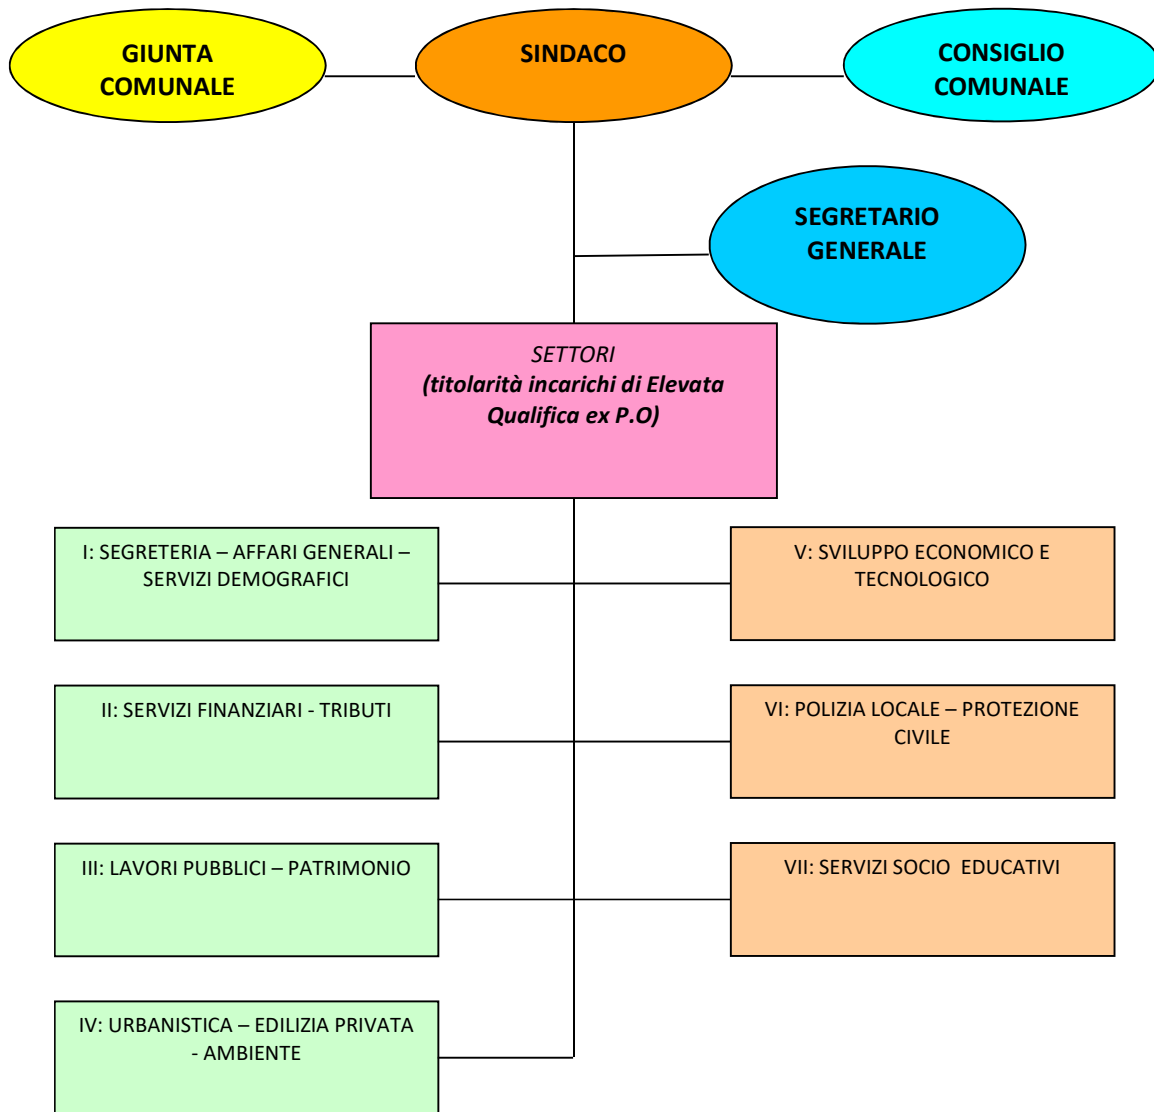 GIUNTA
COMUNALE
SINDACO
CONSIGLIO
COMUNALE
SEGRETARIO
GENERALE
SETTORI
(titolarità incarichi di Elevata
Qualifica ex P.O)
I: SEGRETERIA – AFFARI GENERALI –
SERVIZI DEMOGRAFICI
V: SVILUPPO ECONOMICO E
TECNOLOGICO
II: SERVIZI FINANZIARI - TRIBUTI
VI: POLIZIA LOCALE – PROTEZIONE
CIVILE
III: LAVORI PUBBLICI – PATRIMONIO
VII: SERVIZI SOCIO  EDUCATIVI
IV: URBANISTICA – EDILIZIA PRIVATA
- AMBIENTE